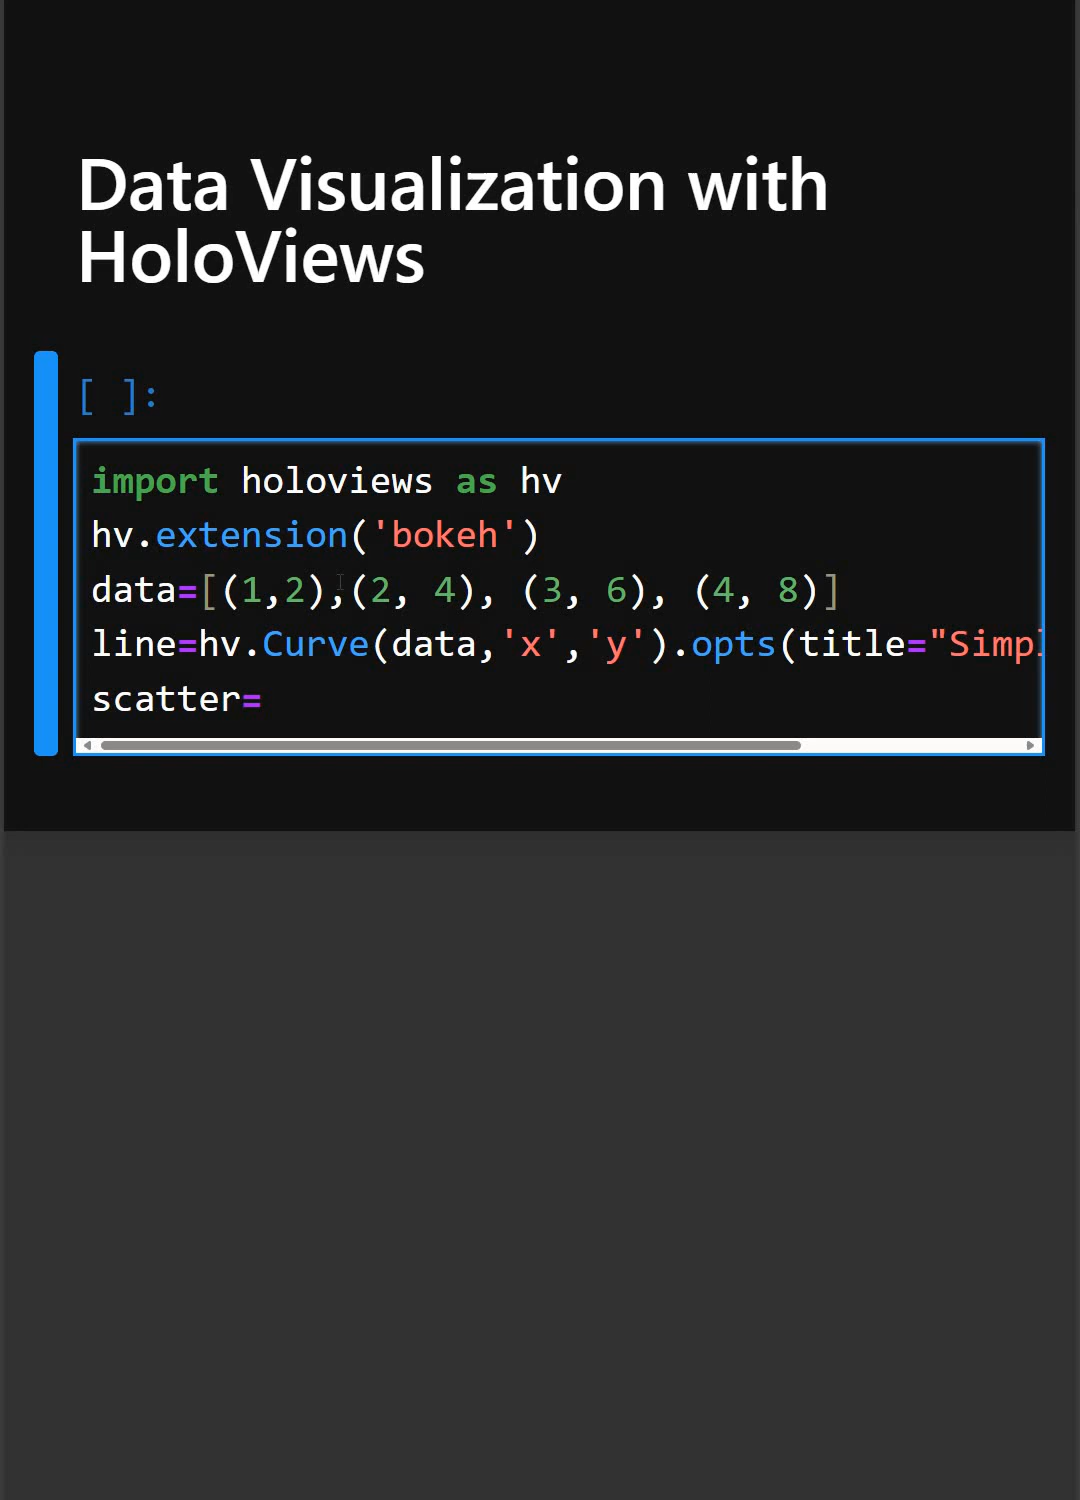 Data Visualization with
HoloViews
[ ]:
import holoviews as hv
hv.extension('bokeh')
data=[(1,2),(2, 4), (3, 6), (4, 8)]
line=hv.Curve(data,'x','y').opts(title="Simpl
scatter=